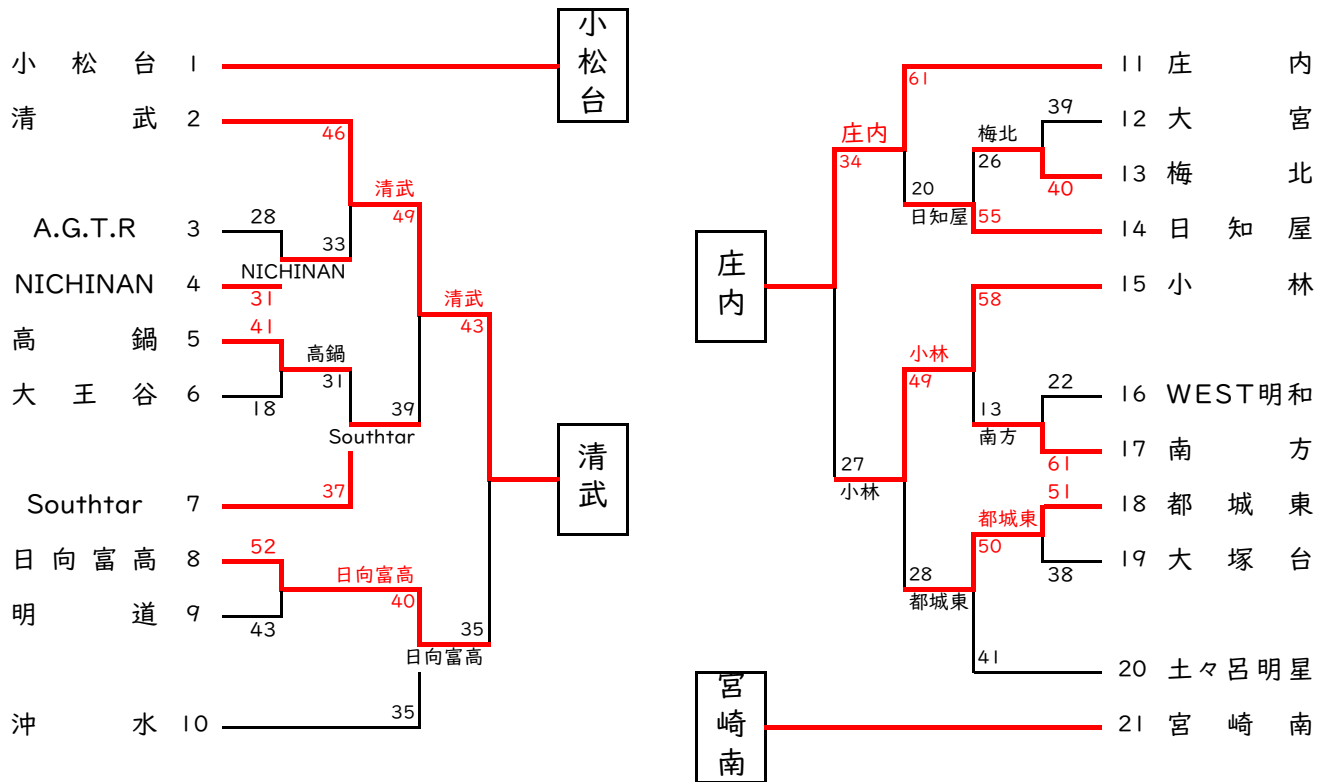 小松台 1
清武 2
A.G.T.R 3
NICHINAN 4
高鍋 5
大王谷 6
Southtar 7
日向富高 8
明道 9
沖水 10
46
28
33
NICHINAN
31
41
高鍋
31
18
37
52
43
清武
49
39
Southtar
日向富高
40
35
清武
43
35
日向富高
小松台
清武
庄内
宮崎南
庄内
34
27
小林
61
20
日知屋
小林
49
28
都城東
梅北
26
55
58
13
南方
都城東
50
41
39
40
22
61
51
38
11 庄内
12 大宮
13 梅北
14 日知屋
15 小林
16 WEST明和
17 南方
18 都城東
19 大塚台
20 土々呂明星
21 宮崎南